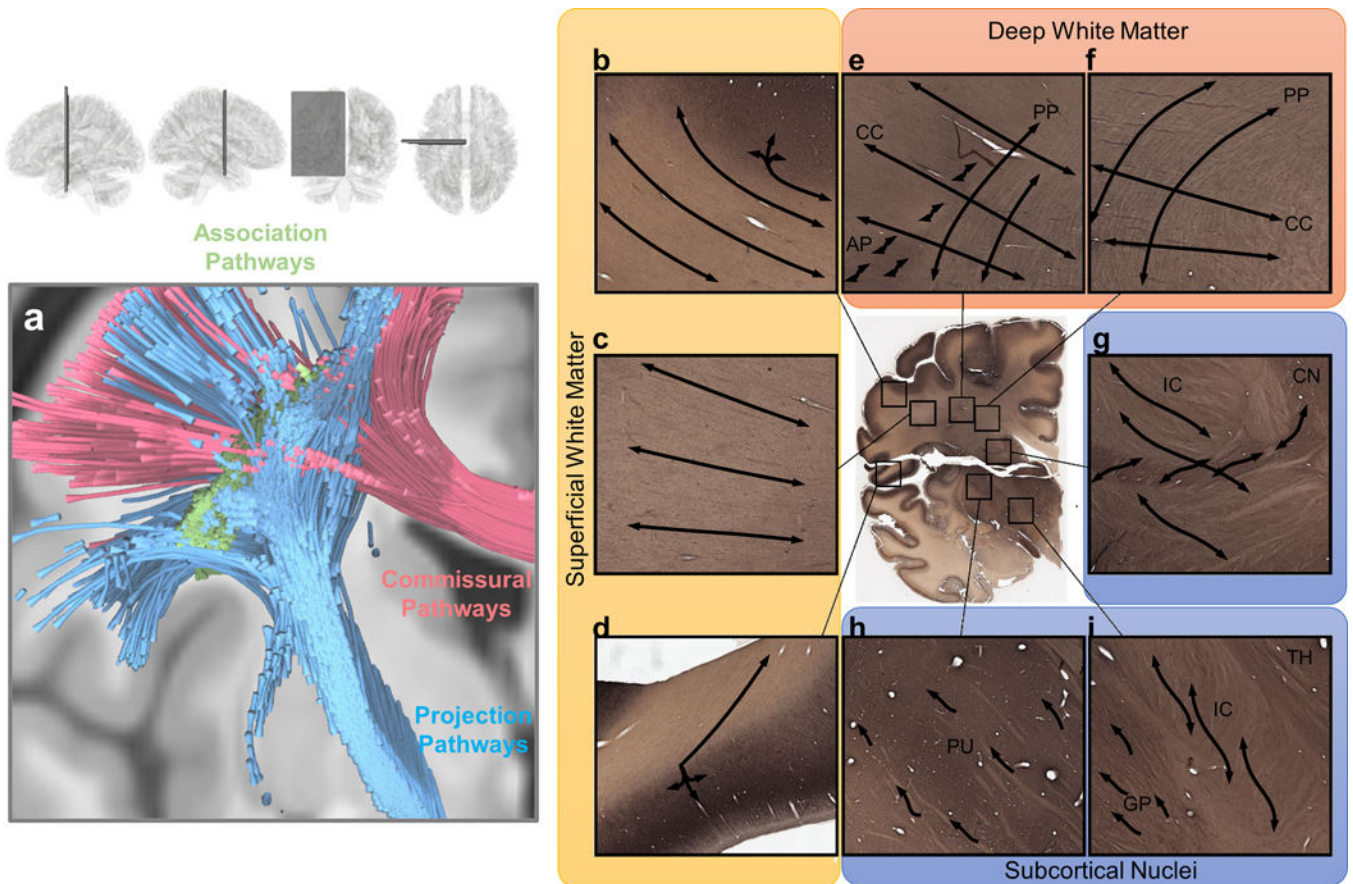 Association
Pathways
a
Commissural
Pathways
Projection
Pathways
Superficial White Matter
Deep White Matter
b
e
PP
CC
AP
f
PP
CC
c
g
IC
CN
d
h
PU
i
TH
IC
GP
Subcortical Nuclei